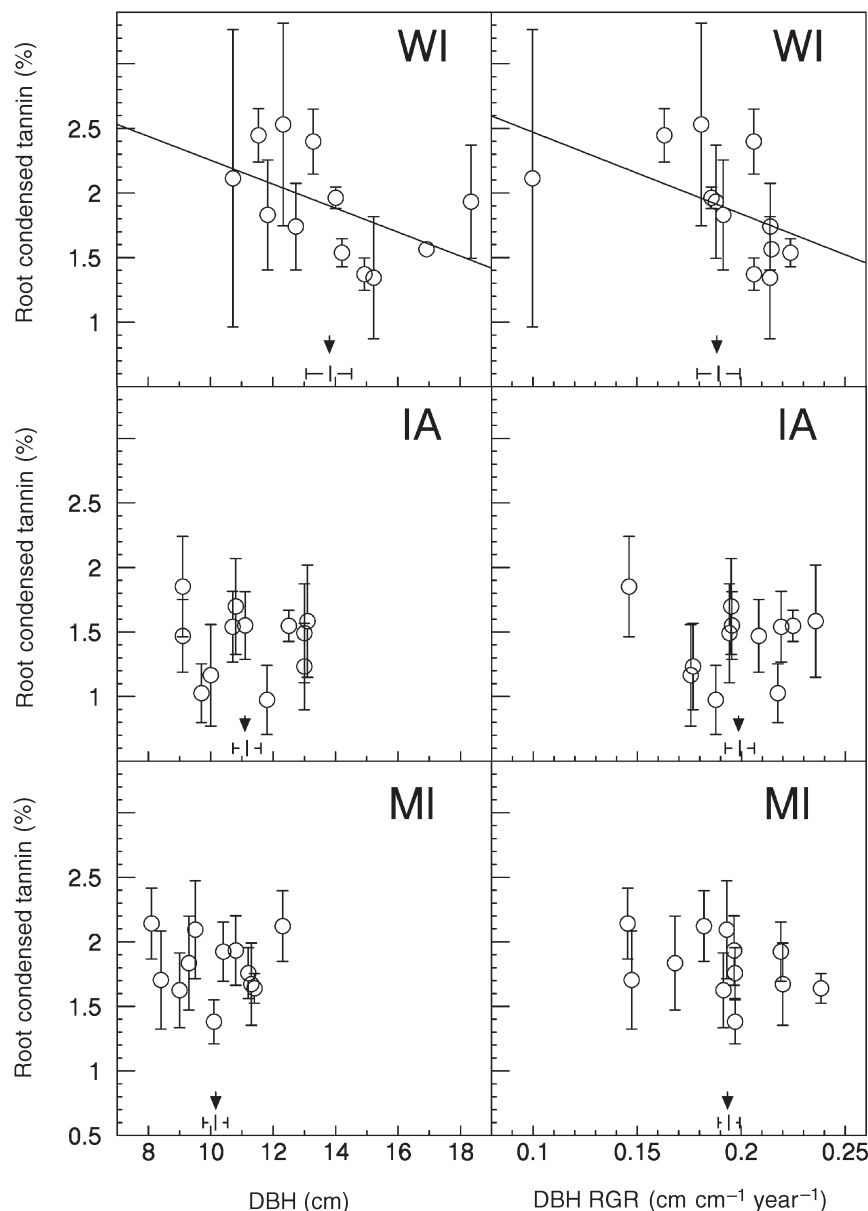 WI WI
Root condensed tannin (%)
2.5
2
1.5
1
IA IA
Root condensed tannin (%)
2.5
2
1.5
1
MI MI
Root condensed tannin (%)
2.5
2
1.5
1
0.5
8 10 12 14 16 18 0.1 0.15 0.2 0.25
DBH (cm) DBH RGR (cm cm⁻¹ year⁻¹)